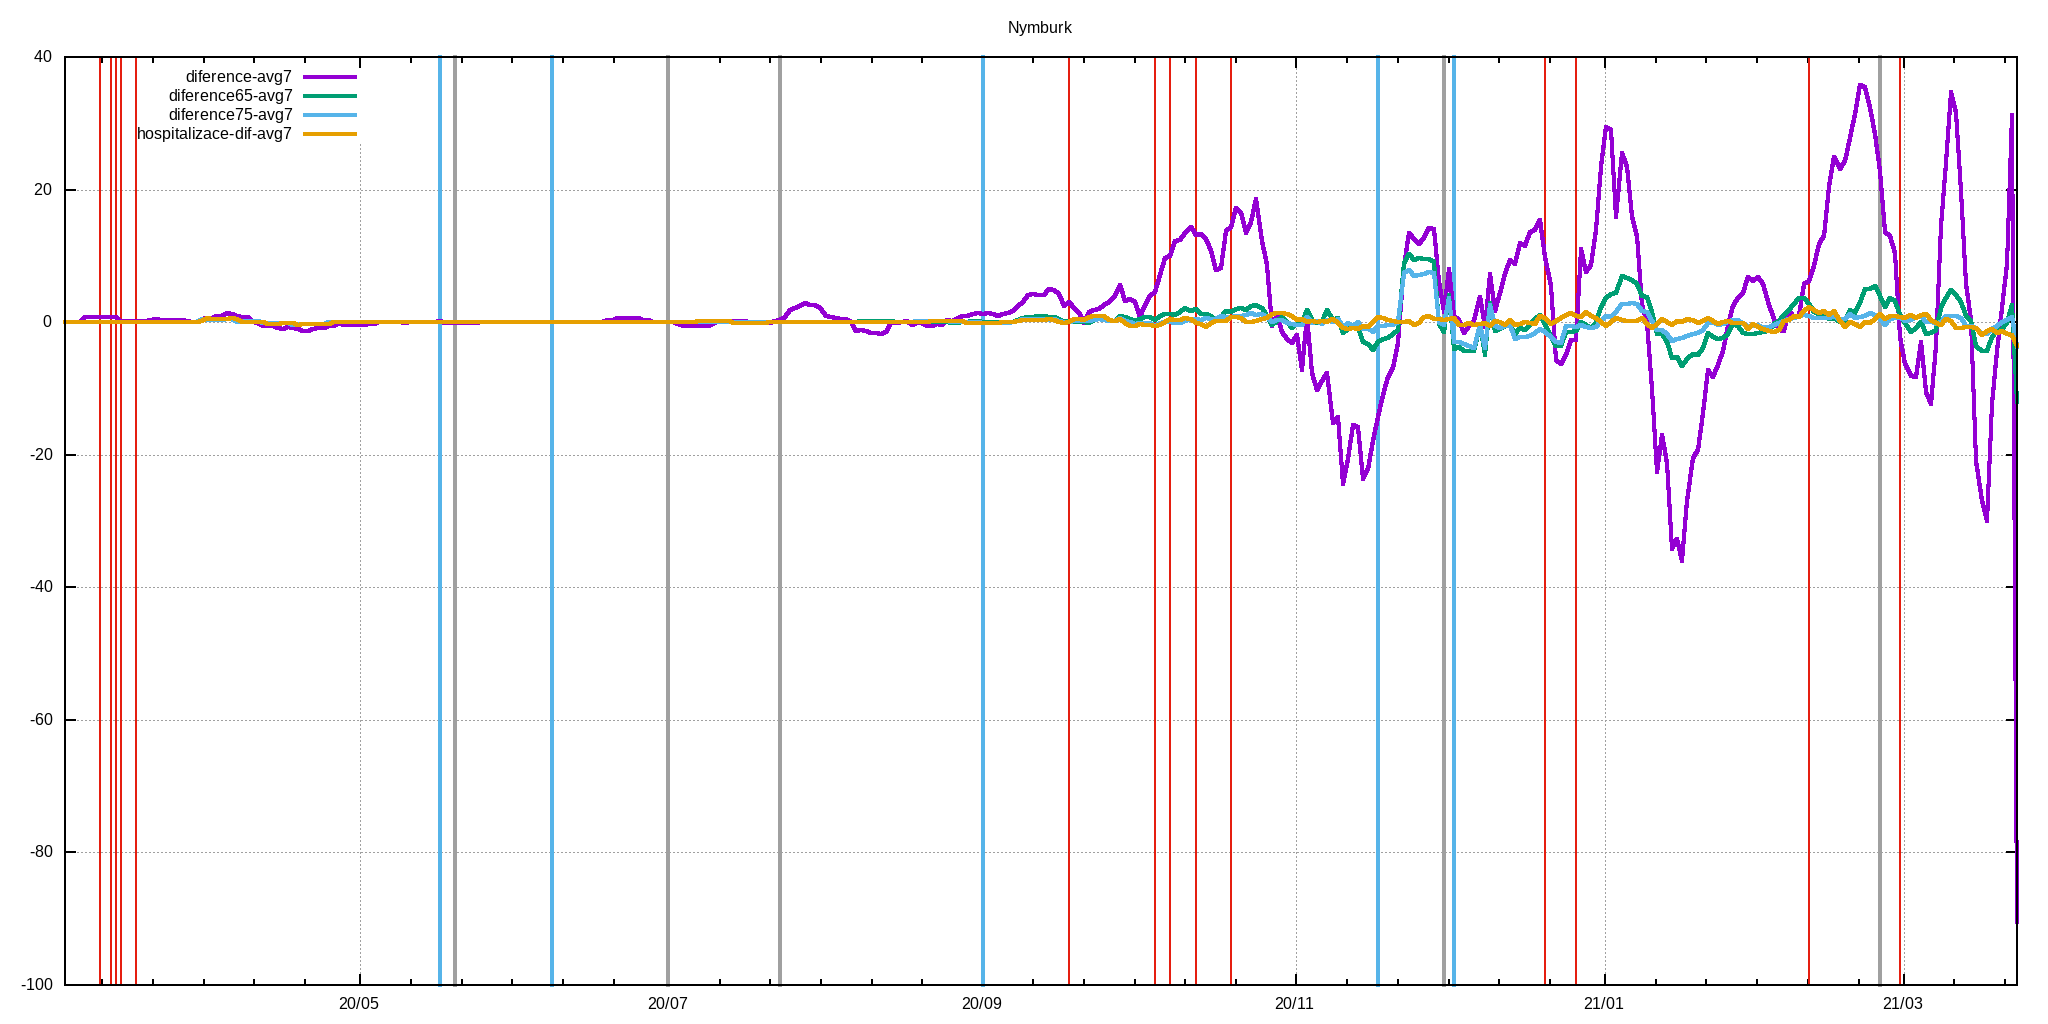 Nymburk
40
diference-avg7
diference65-avg7
diference75-avg7
hospitalizace-dif-avg7
20
0
-20
-40
-60
-80
-100
20/05 20/07 20/09 20/11 21/01 21/03